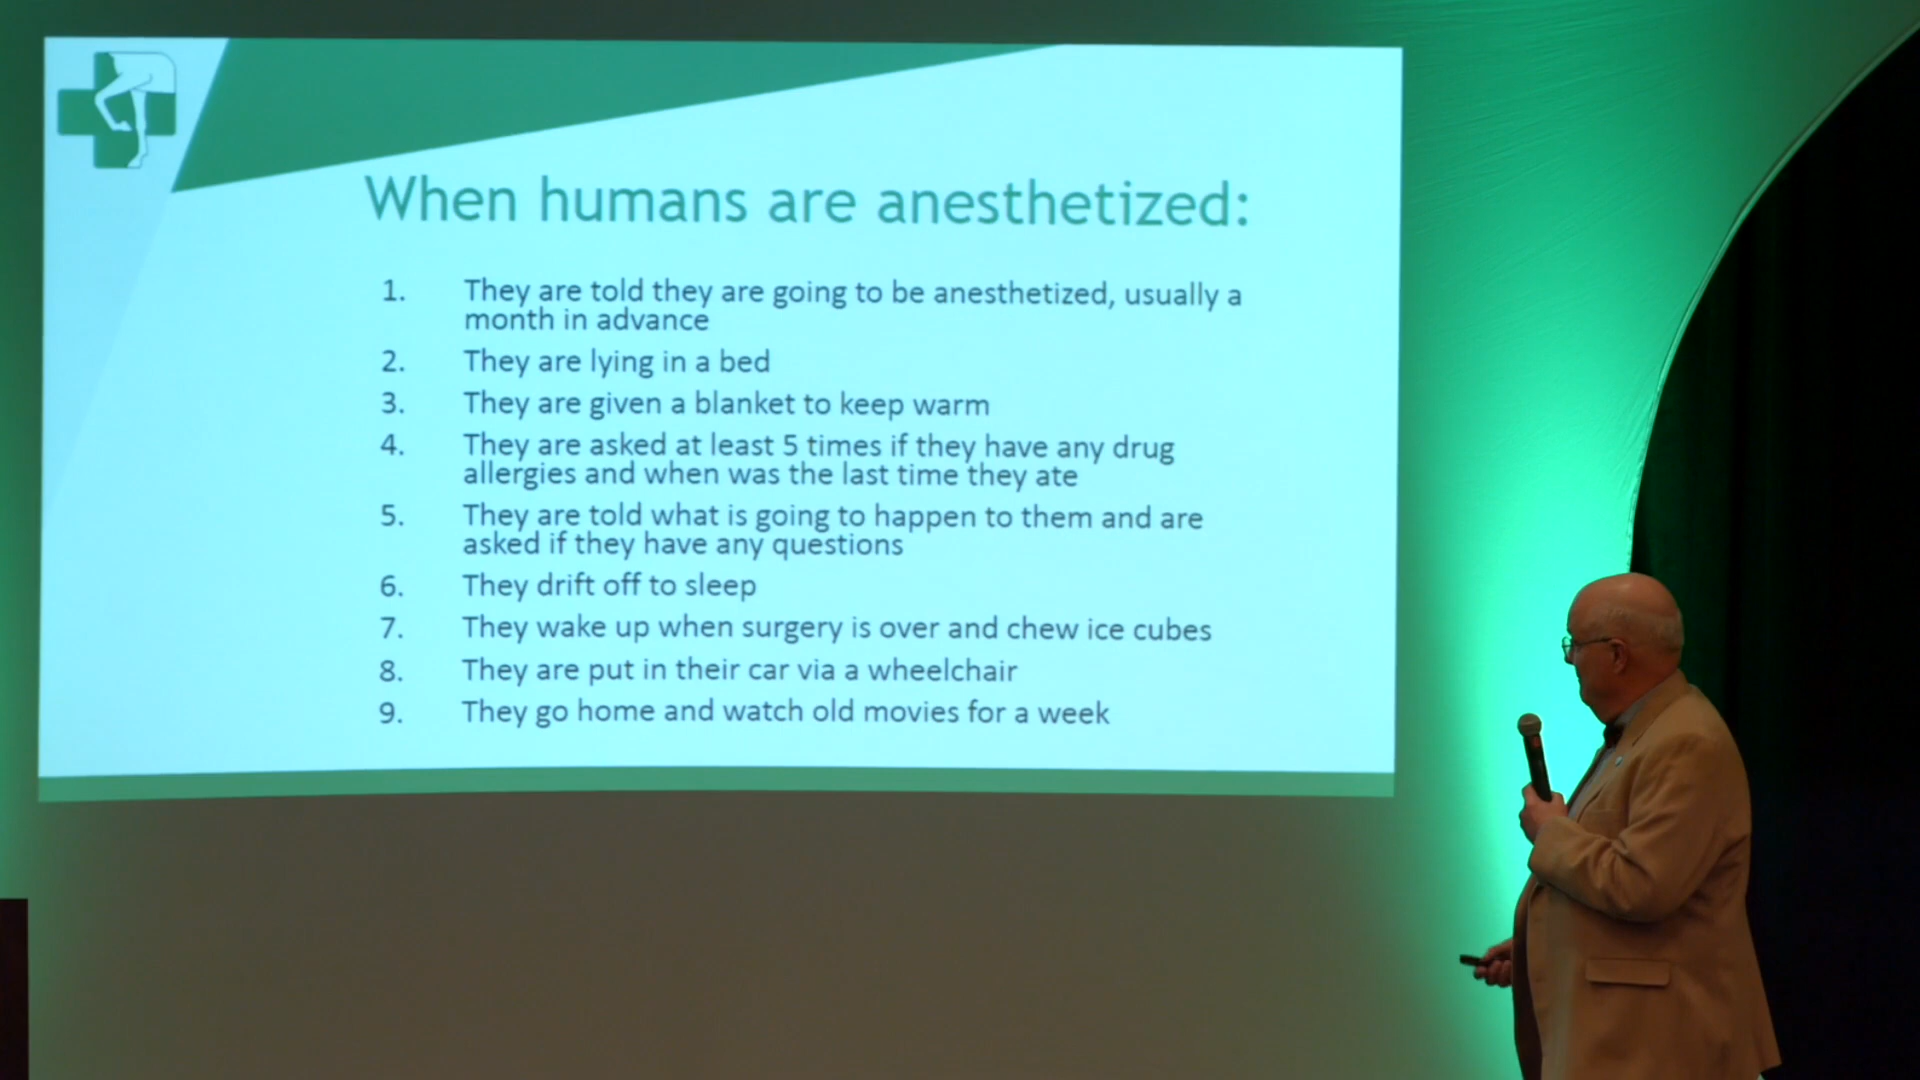 When humans are anesthetized:
1. They are told they are going to be anesthetized, usually a
month in advance
2. They are lying in a bed
3. They are given a blanket to keep warm
4. They are asked at least 5 times if they have any drug
allergies and when was the last time they ate
5. They are told what is going to happen to them and are
asked if they have any questions
6. They drift off to sleep
7. They wake up when surgery is over and chew ice cubes
8. They are put in their car via a wheelchair
9. They go home and watch old movies for a week